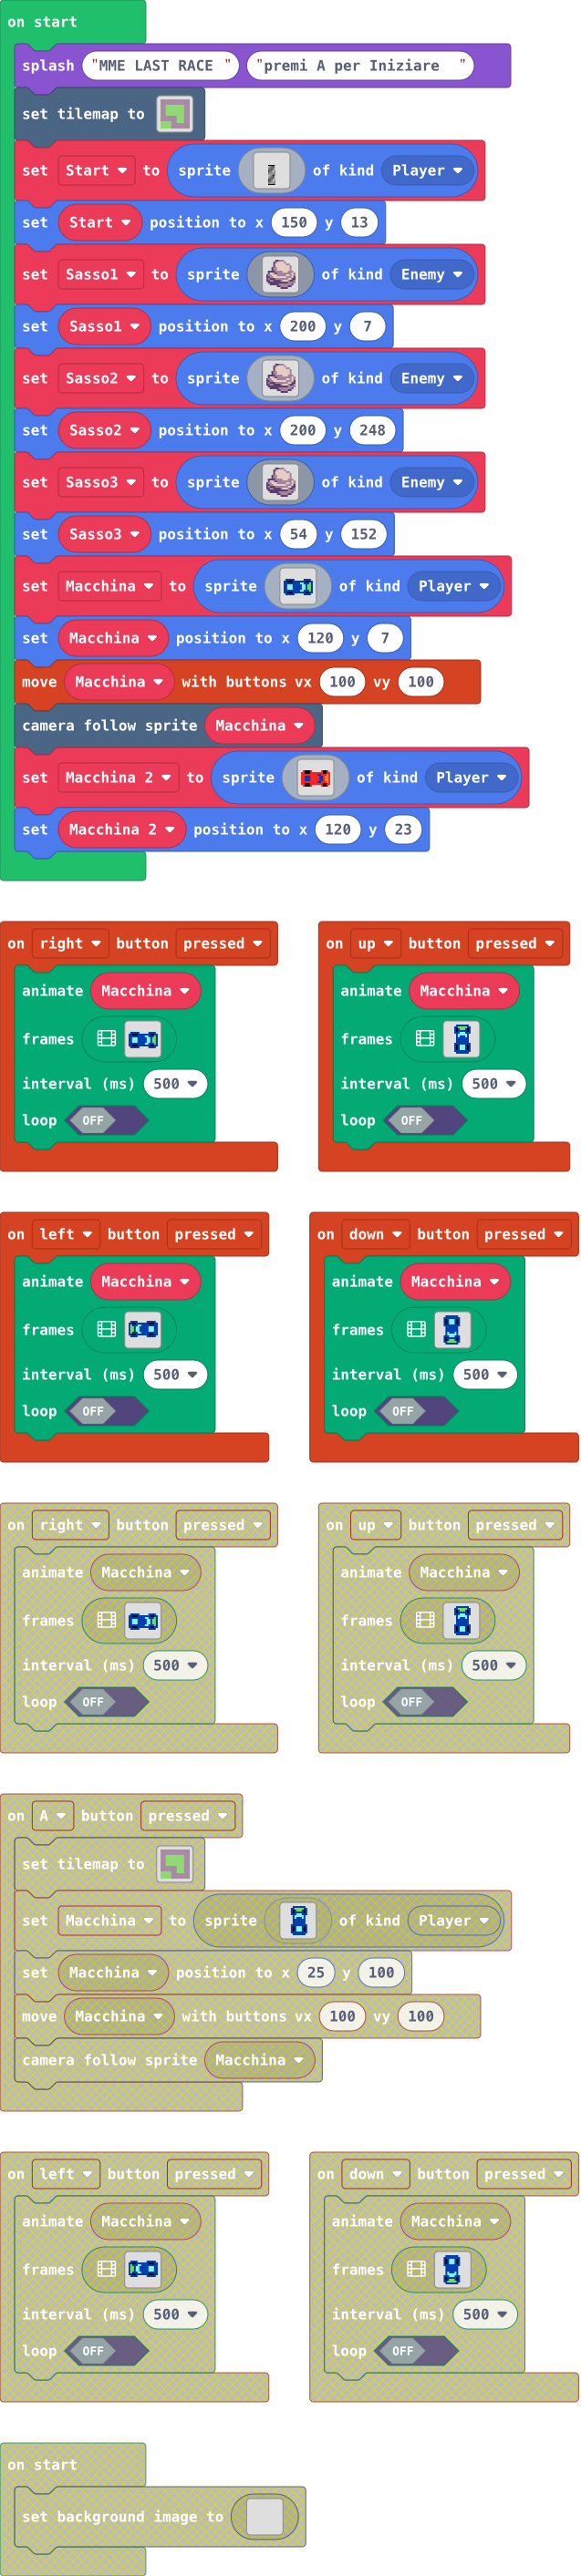 on start
splash "MME LAST RACE " "premi A per Iniziare "
set tilemap to
set Start to sprite of kind Player
set Start position to x 150 y 13
set Sasso1 to sprite of kind Enemy
set Sasso1 position to x 200 y 7
set Sasso2 to sprite of kind Enemy
set Sasso2 position to x 200 y 248
set Sasso3 to sprite of kind Enemy
set Sasso3 position to x 54 y 152
set Macchina to sprite of kind Player
set Macchina position to x 120 y 7
move Macchina with buttons vx 100 vy 100
camera follow sprite Macchina
set Macchina 2 to sprite of kind Player
set Macchina 2 position to x 120 y 23
on right button pressed
animate Macchina
frames
interval (ms) 500
loop OFF
on up button pressed
animate Macchina
frames
interval (ms) 500
loop OFF
on left button pressed
animate Macchina
frames
interval (ms) 500
loop OFF
on down button pressed
animate Macchina
frames
interval (ms) 500
loop OFF
on right button pressed
animate Macchina
frames
interval (ms) 500
loop OFF
on up button pressed
animate Macchina
frames
interval (ms) 500
loop OFF
on A button pressed
set tilemap to
set Macchina to sprite of kind Player
set Macchina position to x 25 y 100
move Macchina with buttons vx 100 vy 100
camera follow sprite Macchina
on left button pressed
animate Macchina
frames
interval (ms) 500
loop OFF
on down button pressed
animate Macchina
frames
interval (ms) 500
loop OFF
on start
set background image to